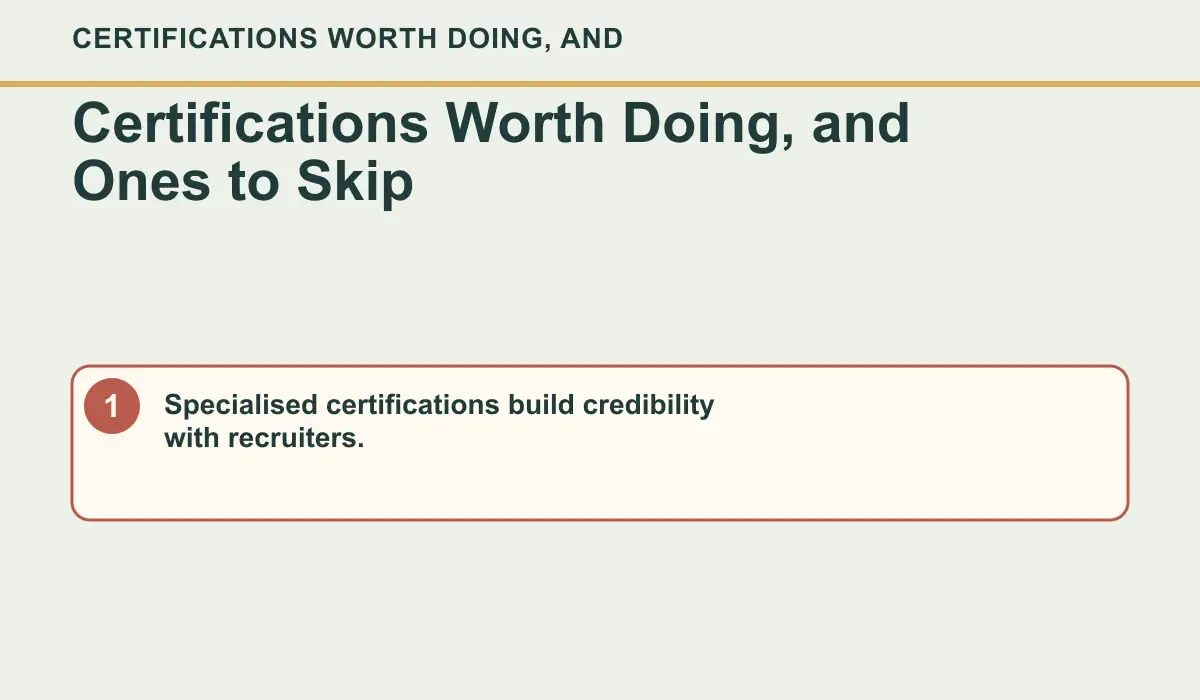 CERTIFICATIONS WORTH DOING, AND
Certifications Worth Doing, and
Ones to Skip
1
Specialised certifications build credibility
with recruiters.